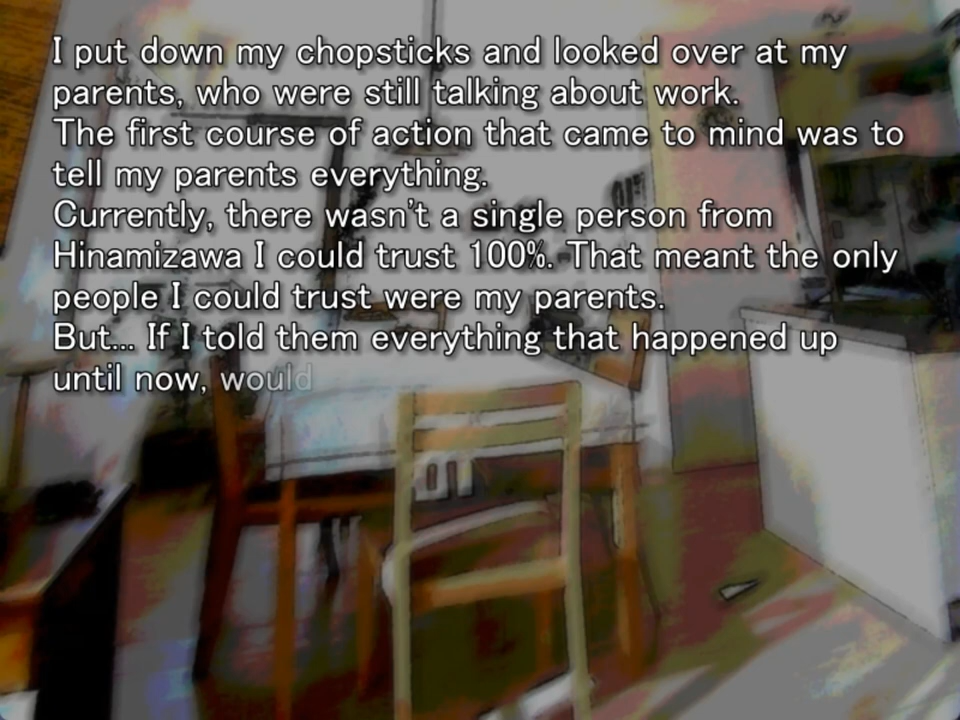 I put down my chopsticks and looked over at my
parents, who were still talking about work.
The first course of action that came to mind was to
tell my parents everything.
Currently, there wasn't a single person from
Hinamizawa I could trust 100%. That meant the only
people I could trust were my parents.
But... If I told them everything that happened up
until now, would